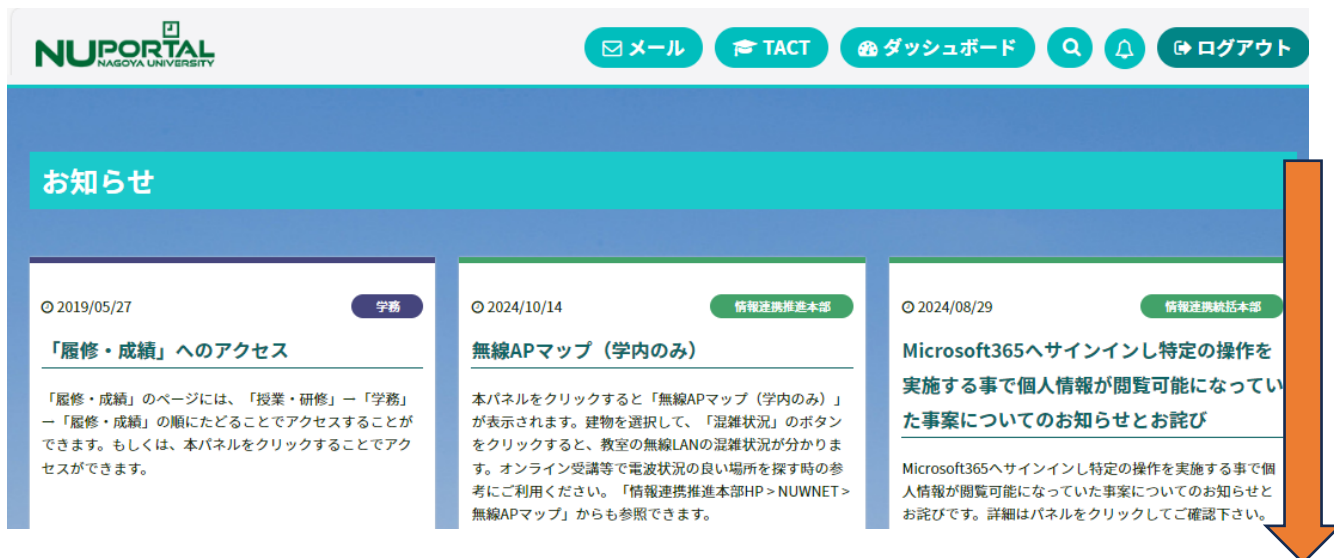 NUPORTAL
NAGOYA UNIVERSITY
メール
TACT
ダッシュボード
ログアウト
お知らせ
2019/05/27
学務
「履修・成績」へのアクセス
「履修・成績」のページには、「授業・研修」ー「学務」
ー「履修・成績」の順にたどることでアクセスすることが
できます。もしくは、本パネルをクリックすることでアク
セスができます。
2024/10/14
情報連携推進本部
無線APマップ（学内のみ）
本パネルをクリックすると「無線APマップ（学内のみ）」
が表示されます。建物を選択して、「混雑状況」のボタン
をクリックすると、教室の無線LANの混雑状況が分かりま
す。オンライン受講等で電波状況の良い場所を探す時の参
考にご利用ください。「情報連携推進本部HP > NUWNET >
無線APマップ」からも参照できます。
2024/08/29
情報連携統括本部
Microsoft365へサインインし特定の操作を
実施する事で個人情報が閲覧可能になってい
た事案についてのお知らせとお詫び
Microsoft365へサインインし特定の操作を実施する事で個
人情報が閲覧可能になっていた事案についてのお知らせと
お詫びです。詳細はパネルをクリックしてご確認下さい。